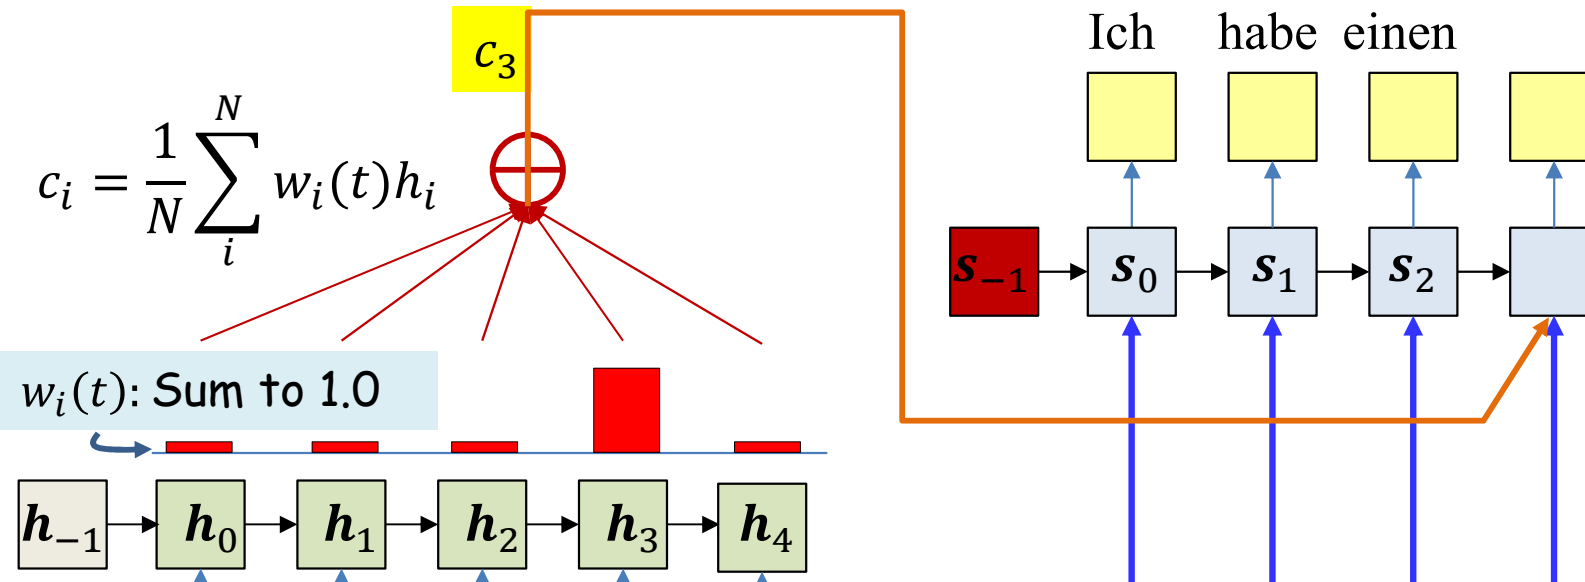 Ich habe einen
c₃
cᵢ = 1/N ∑ᵢᴺ wᵢ(t)hᵢ
s₋₁ s₀ s₁ s₂
wᵢ(t): Sum to 1.0
h₋₁ h₀ h₁ h₂ h₃ h₄